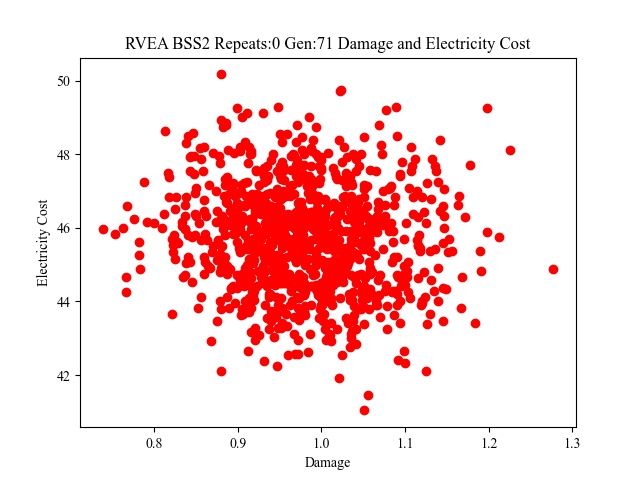 RVEA BSS2 Repeats:0 Gen:71 Damage and Electricity Cost
50
48
46
44
42
Electricity Cost
0.8 0.9 1.0 1.1 1.2 1.3
Damage